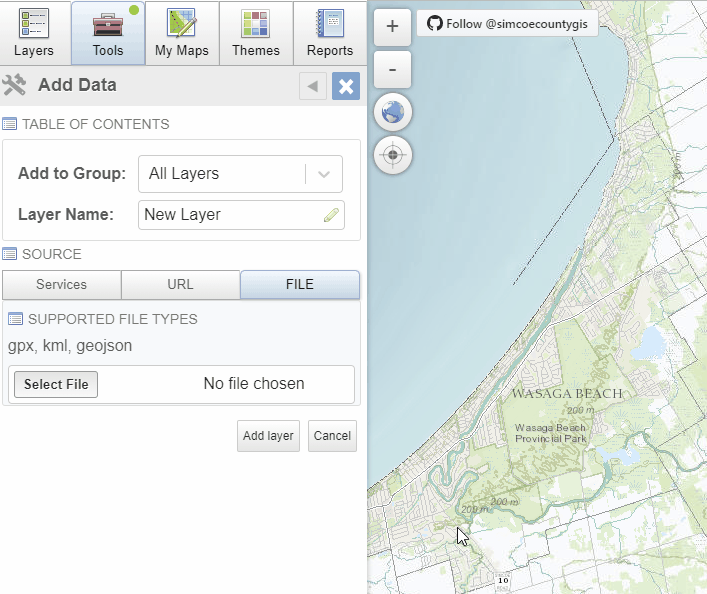 Layers
Tools
My Maps
Themes
Reports
Add Data
TABLE OF CONTENTS
Add to Group:
All Layers
Layer Name:
New Layer
SOURCE
Services
URL
FILE
SUPPORTED FILE TYPES
gpx, kml, geojson
Select File
No file chosen
Add layer
Cancel
+
Follow @simcoecountygis
-
200 m
WASAGA BEACH
200 m
Wasaga Beach
Provincial Park
200 m
200 m
10